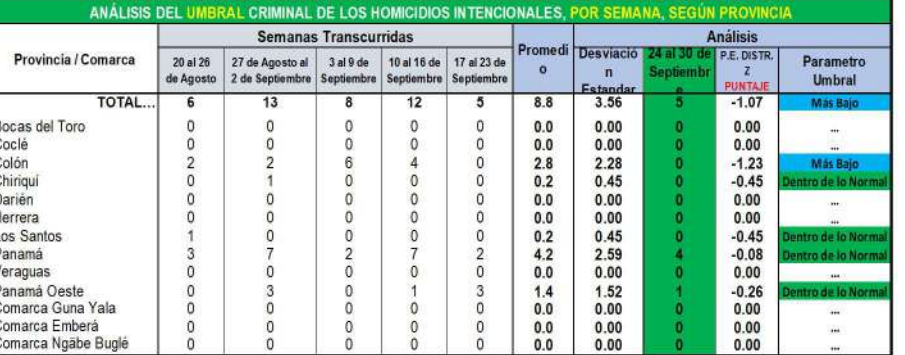 ANÁLISIS DEL UMBRAL CRIMINAL DE LOS HOMICIDIOS INTENCIONALES, POR SEMANA, SEGÚN PROVINCIA
Provincia / Comarca Semanas Transcurridas Promedi o Análisis
20 al 26 de Agosto 27 de Agosto al 2 de Septiembre 3 al 9 de Septiembre 10 al 16 de Septiembre 17 al 23 de Septiembre Desviació n Estandar 24 al 30 de Septiembr e P.E. DISTR. Z PUNTAJE Parametro Umbral
TOTAL... 6 13 8 12 5 8.8 3.56 5 -1.07 Más Bajo
Bocas del Toro 0 0 0 0 0 0.0 0.00 0 0.00 ...
Coclé 0 0 0 0 0 0.0 0.00 0 0.00 ...
Colón 2 2 6 4 0 2.8 2.28 0 -1.23 Más Bajo
Chiriquí 0 1 0 0 0 0.2 0.45 0 -0.45 Dentro de lo Normal
Darién 0 0 0 0 0 0.0 0.00 0 0.00 ...
Herrera 0 0 0 0 0 0.0 0.00 0 0.00 ...
Los Santos 1 0 0 0 0 0.2 0.45 0 -0.45 Dentro de lo Normal
Panamá 3 7 2 7 2 4.2 2.59 4 -0.08 Dentro de lo Normal
Veraguas 0 0 0 0 0 0.0 0.00 0 0.00 ...
Panamá Oeste 0 3 0 1 3 1.4 1.52 1 -0.26 Dentro de lo Normal
Comarca Guna Yala 0 0 0 0 0 0.0 0.00 0 0.00 ...
Comarca Emberá 0 0 0 0 0 0.0 0.00 0 0.00 ...
Comarca Ngäbe Buglé 0 0 0 0 0 0.0 0.00 0 0.00 ...